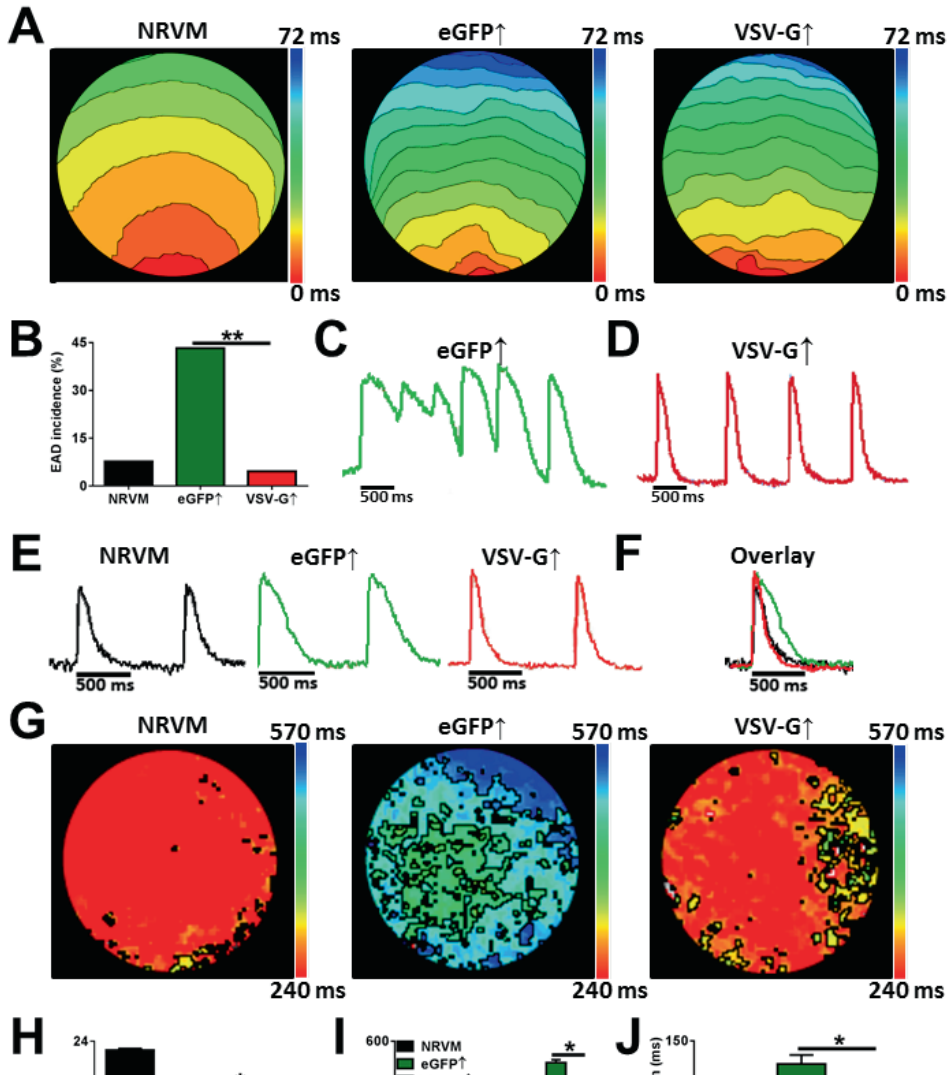 A
NRVM
72 ms
eGFP↑
72 ms
VSV-G↑
72 ms
0 ms
0 ms
0 ms
B
45
30
15
0
EAD incidence (%)
**
NRVM
eGFP↑
VSV-G↑
C
eGFP↑
500 ms
D
VSV-G↑
500 ms
E
NRVM
500 ms
eGFP↑
500 ms
VSV-G↑
500 ms
F
Overlay
500 ms
G
NRVM
570 ms
eGFP↑
570 ms
VSV-G↑
570 ms
240 ms
240 ms
240 ms
H
24
I
600
NRVM
eGFP↑
*
J
(ms)
150
*